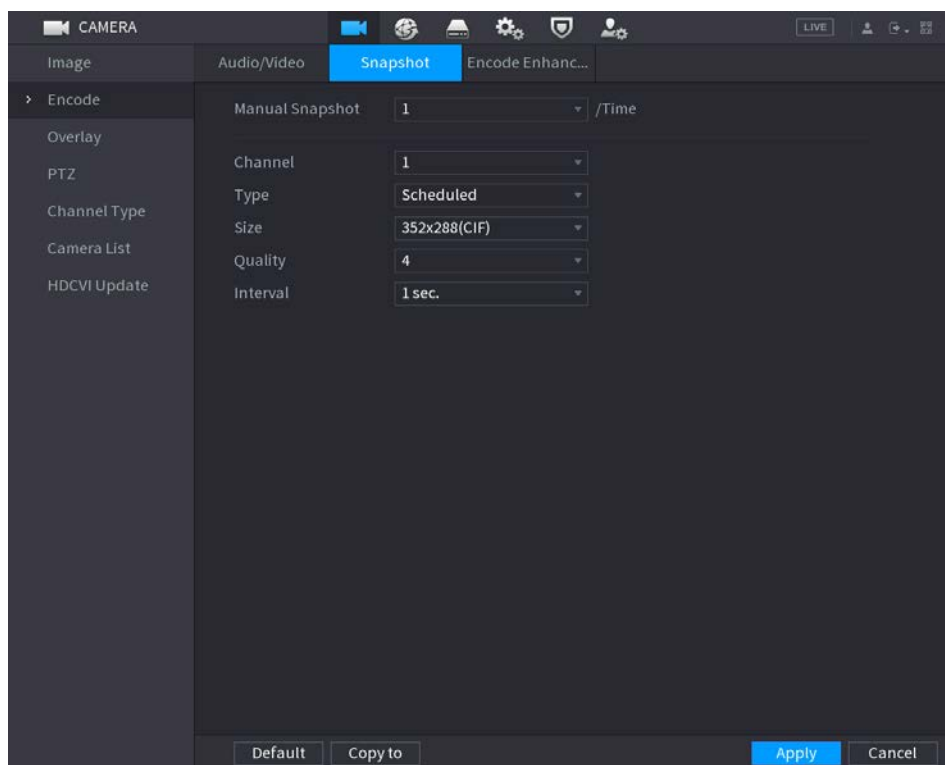 CAMERA
LIVE
Image
Encode
Overlay
PTZ
Channel Type
Camera List
HDCVI Update
Audio/Video Snapshot Encode Enhanc...
Manual Snapshot 1 /Time
Channel 1
Type Scheduled
Size 352x288(CIF)
Quality 4
Interval 1 sec.
Default Copy to Apply Cancel